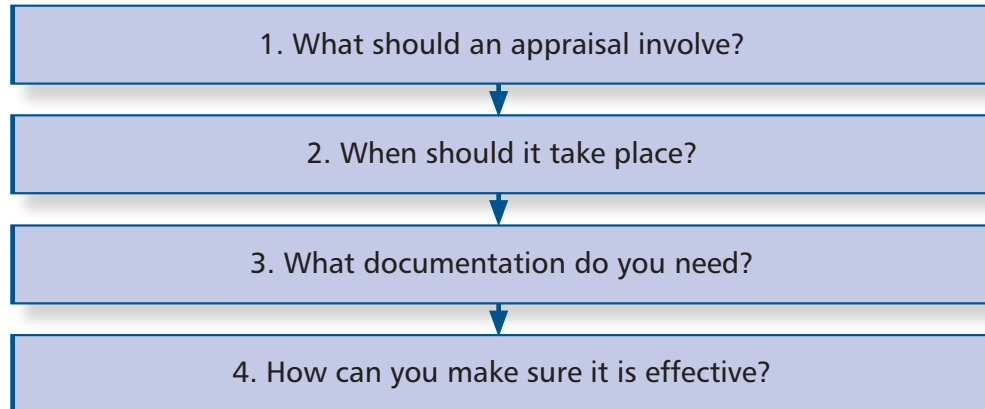 1. What should an appraisal involve?
2. When should it take place?
3. What documentation do you need?
4. How can you make sure it is effective?